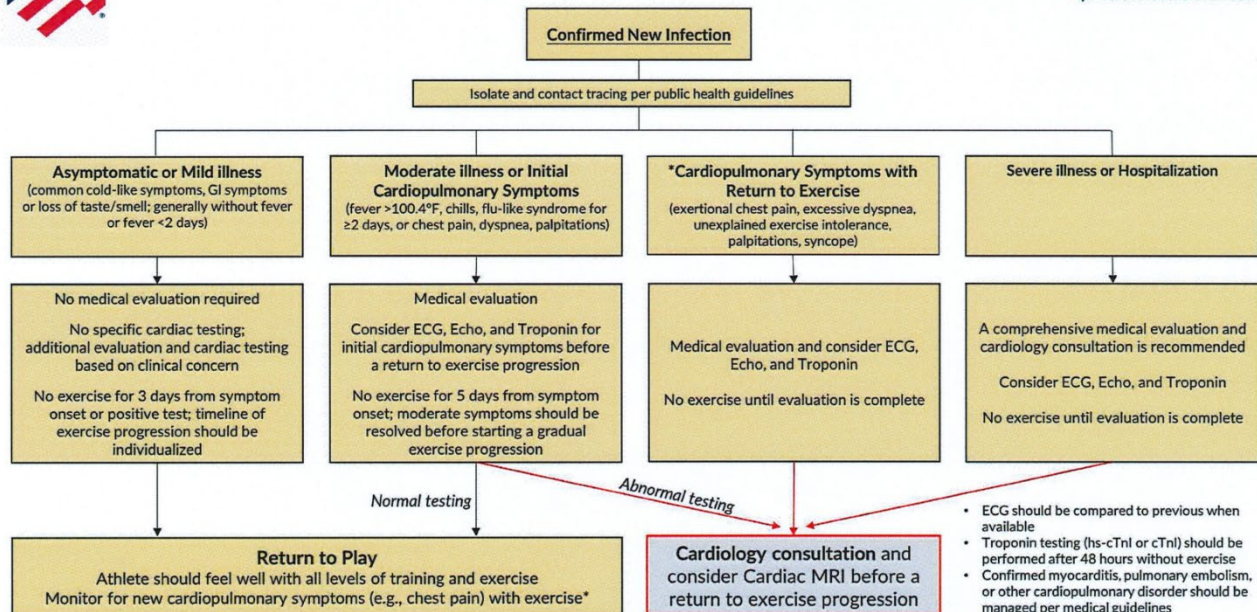 Confirmed New Infection
Isolate and contact tracing per public health guidelines
Asymptomatic or Mild illness
(common cold-like symptoms, GI symptoms
or loss of taste/smell; generally without fever
or fever <2 days)
Moderate illness or Initial
Cardiopulmonary Symptoms
(fever >100.4°F, chills, flu-like syndrome for
≥2 days, or chest pain, dyspnea, palpitations)
*Cardiopulmonary Symptoms with
Return to Exercise
(exertional chest pain, excessive dyspnea,
unexplained exercise intolerance,
palpitations, syncope)
Severe illness or Hospitalization
No medical evaluation required
No specific cardiac testing;
additional evaluation and cardiac testing
based on clinical concern
No exercise for 3 days from symptom
onset or positive test; timeline of
exercise progression should be
individualized
Medical evaluation
Consider ECG, Echo, and Troponin for
initial cardiopulmonary symptoms before
a return to exercise progression
No exercise for 5 days from symptom
onset; moderate symptoms should be
resolved before starting a gradual
exercise progression
Medical evaluation and consider ECG,
Echo, and Troponin
No exercise until evaluation is complete
A comprehensive medical evaluation and
cardiology consultation is recommended
Consider ECG, Echo, and Troponin
No exercise until evaluation is complete
Normal testing
Abnormal testing
Return to Play
Athlete should feel well with all levels of training and exercise
Monitor for new cardiopulmonary symptoms (e.g., chest pain) with exercise*
Cardiology consultation and
consider Cardiac MRI before a
return to exercise progression
• ECG should be compared to previous when
available
• Troponin testing (hs-cTnI or cTnI) should be
performed after 48 hours without exercise
• Confirmed myocarditis, pulmonary embolism,
or other cardiopulmonary disorder should be
managed per medical guidelines